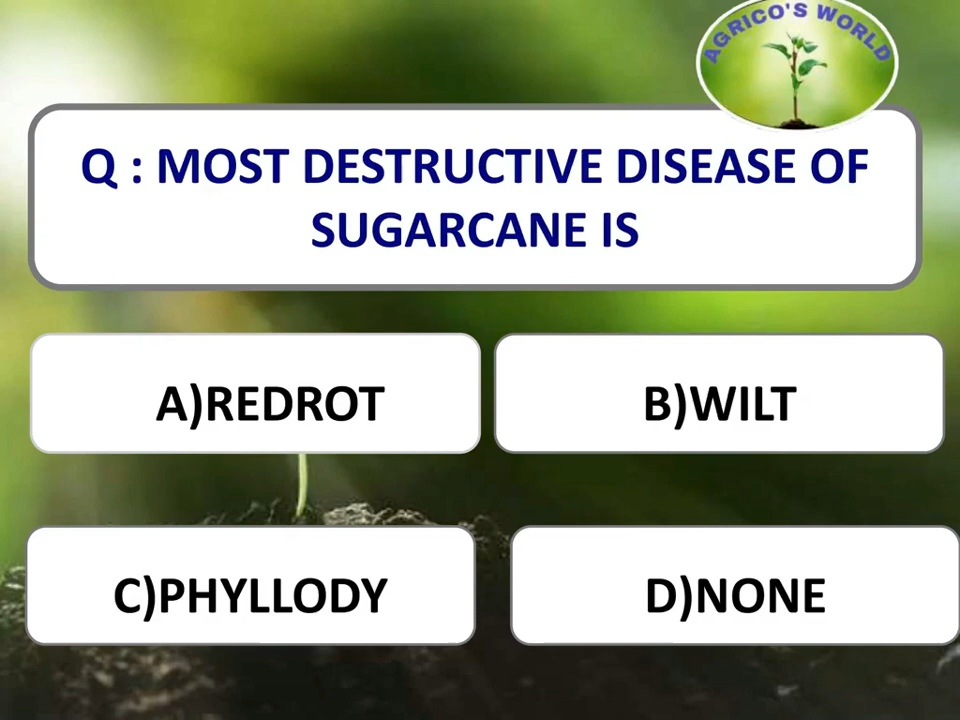 AGRICO'S WORLD
Q : MOST DESTRUCTIVE DISEASE OF
SUGARCANE IS
A)REDROT
B)WILT
C)PHYLLODY
D)NONE